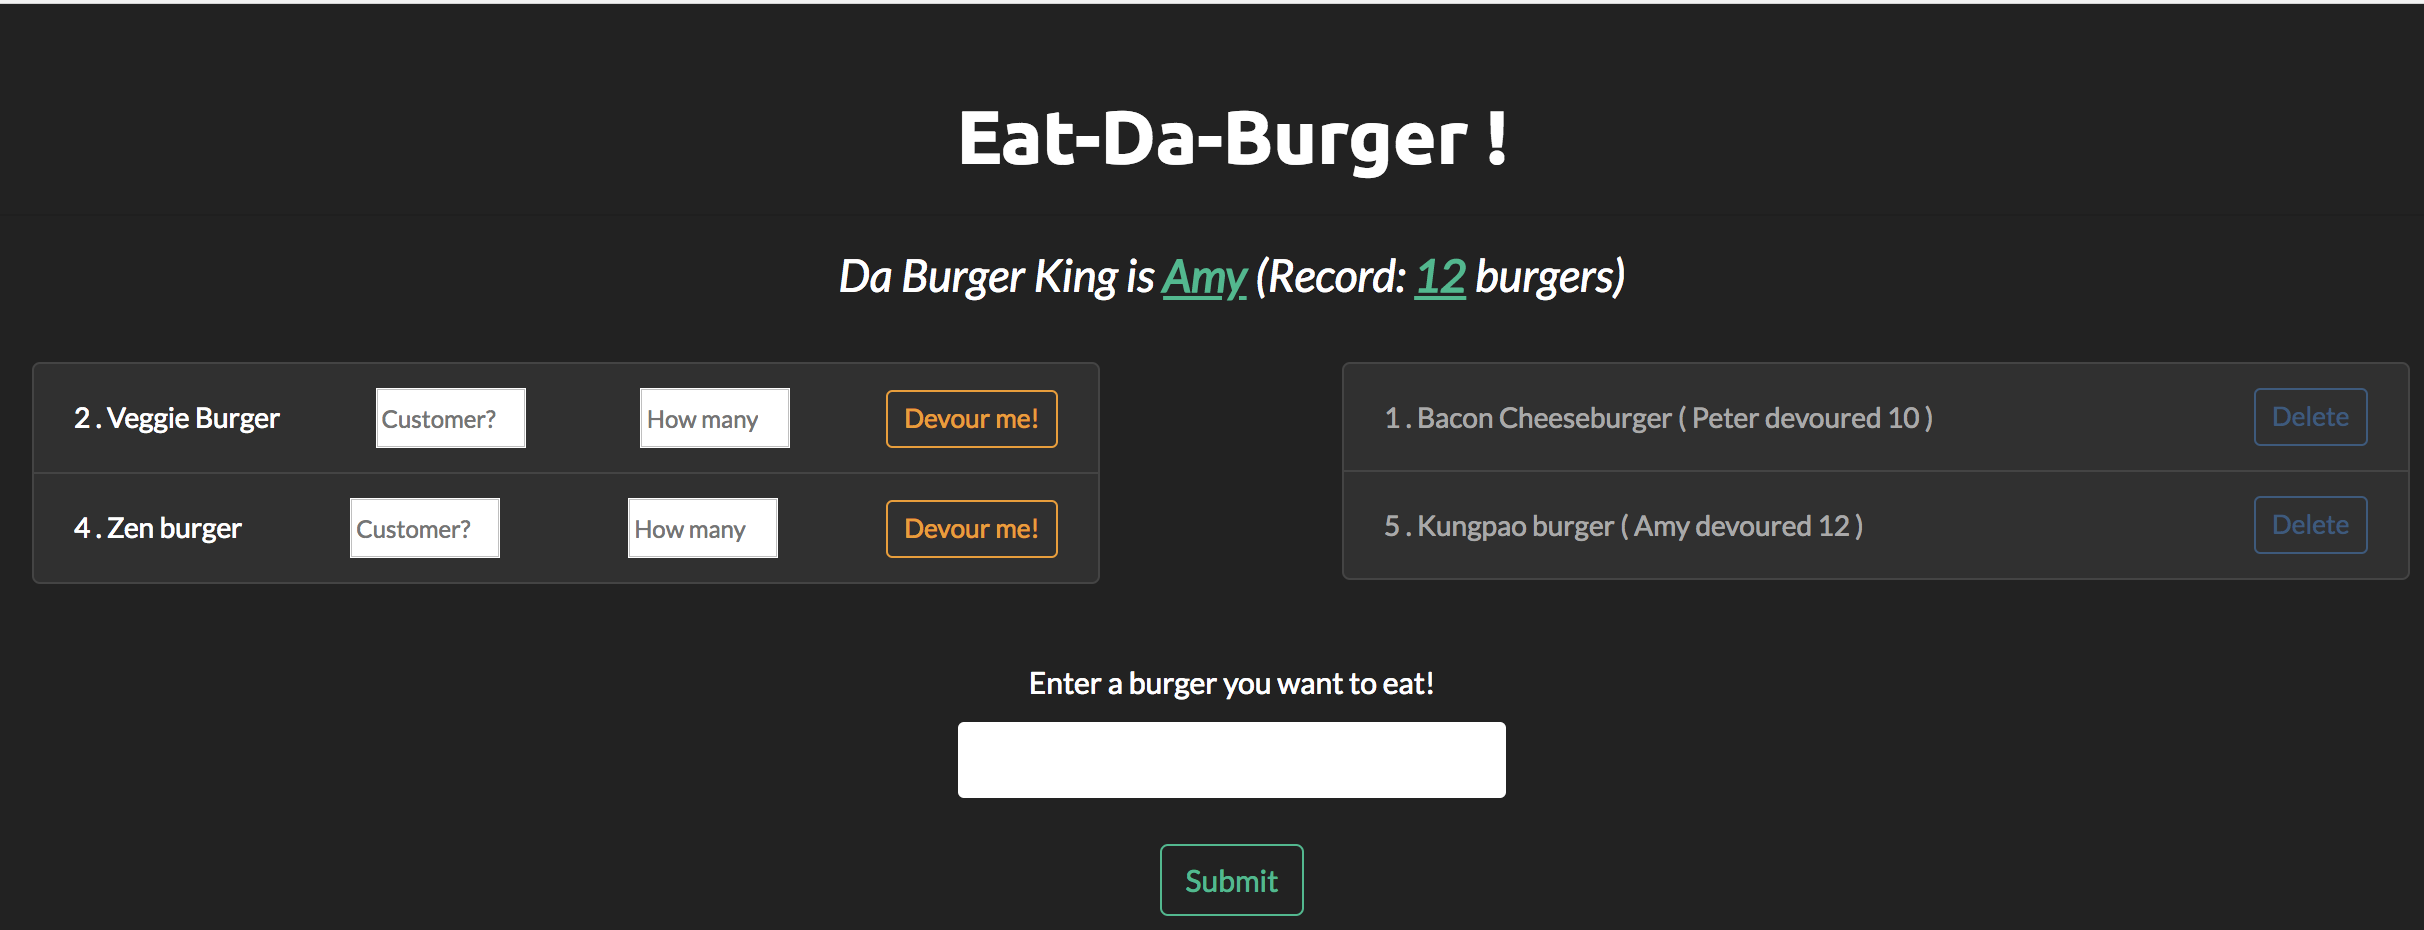 Eat-Da-Burger !
Da Burger King is Amy (Record: 12 burgers)
2 . Veggie Burger Customer? How many Devour me!
4 . Zen burger Customer? How many Devour me!
1 . Bacon Cheeseburger ( Peter devoured 10 ) Delete
5 . Kungpao burger ( Amy devoured 12 ) Delete
Enter a burger you want to eat!
Submit